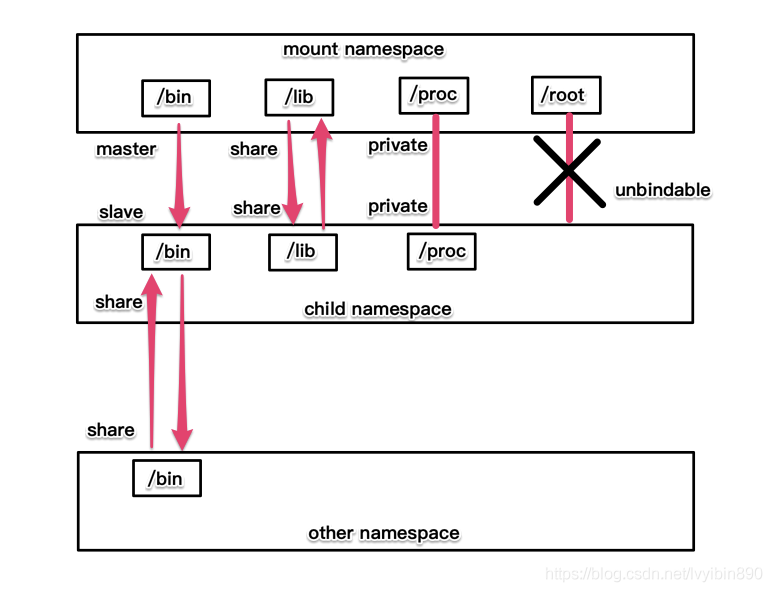 mount namespace
/bin
/lib
/proc
/root
master
share
private
unbindable
slave
share
private
/bin
/lib
/proc
share
child namespace
share
/bin
other namespace
https://blog.csdn.net/lvyibin890